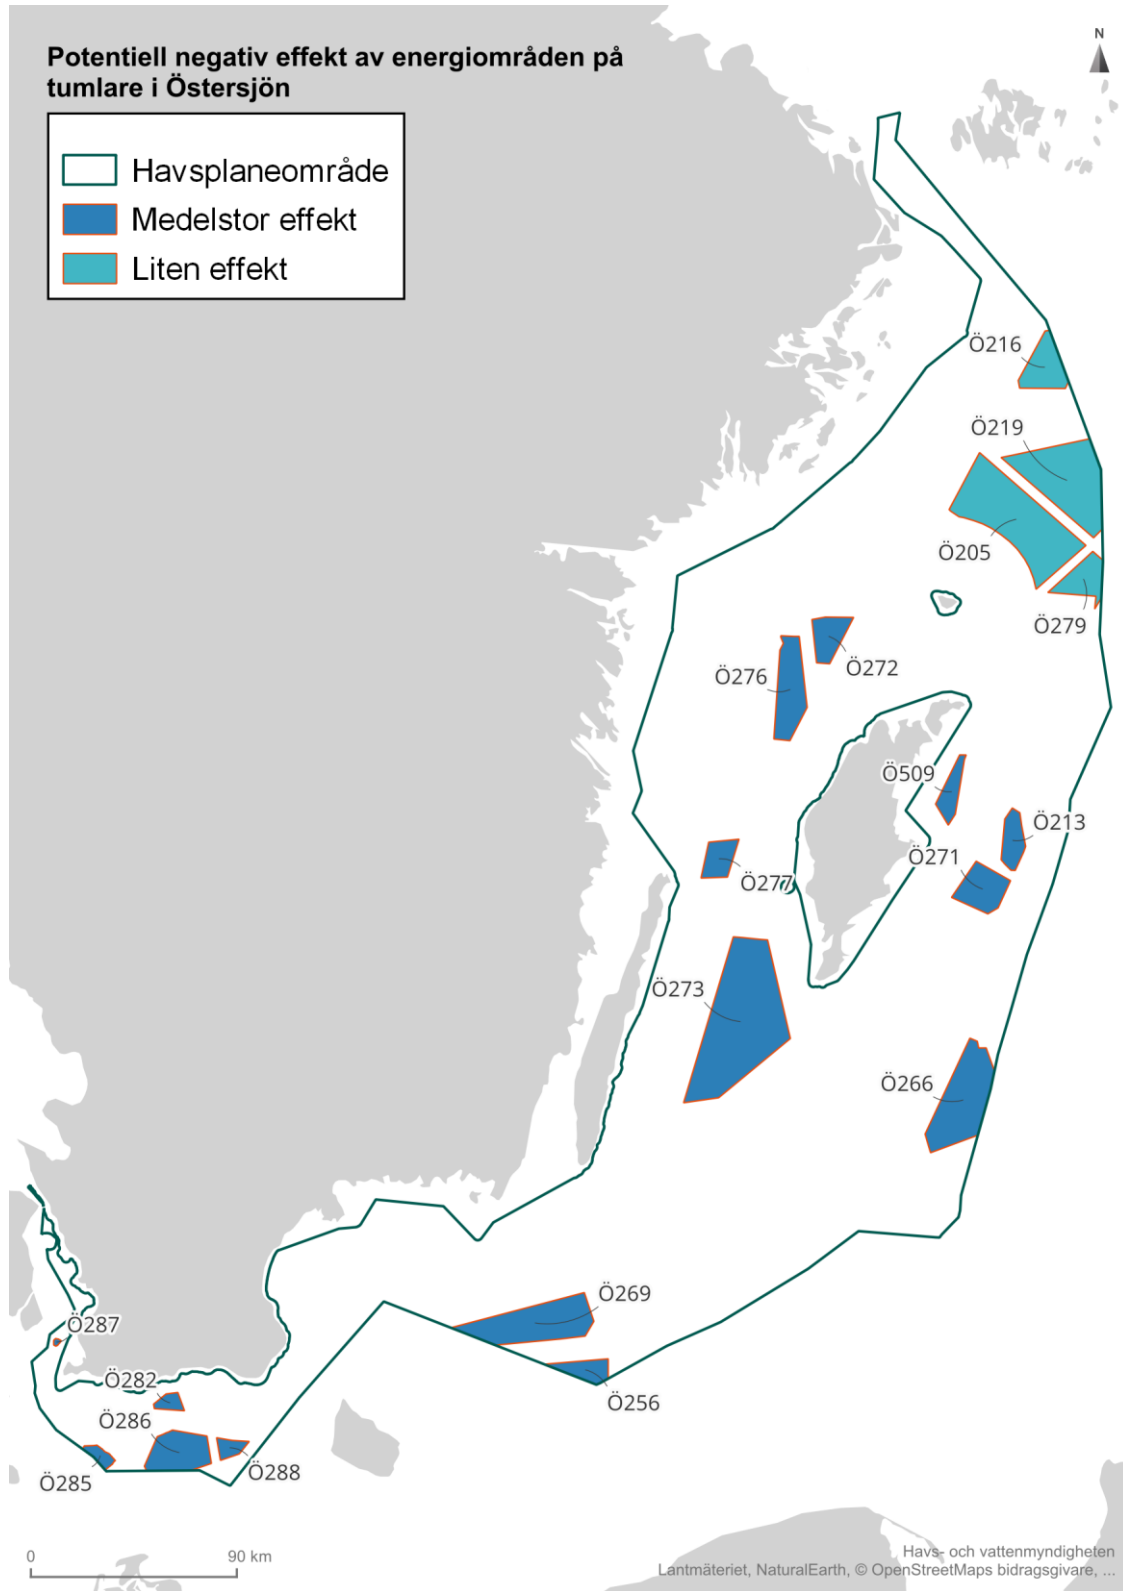 Potentiell negativ effekt av energiområden på
tumlare i Östersjön
Havsplaneområde
Medelstor effekt
Liten effekt
N
Ö216
Ö219
Ö205
Ö279
Ö272
Ö276
Ö509
Ö213
Ö271
Ö277
Ö273
Ö266
Ö269
Ö287
Ö282
Ö256
Ö286
Ö288
Ö285
0 90 km
Havs- och vattenmyndigheten
Lantmäteriet, NaturalEarth, © OpenStreetMaps bidragsgivare, ...